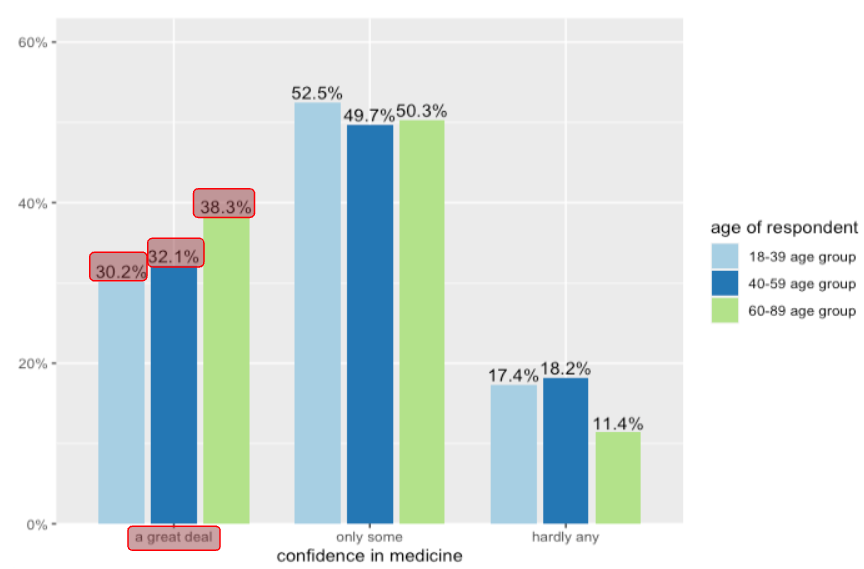 60%
40%
20%
0%
52.5%
49.7%
50.3%
38.3%
32.1%
30.2%
17.4%
18.2%
11.4%
a great deal
only some
hardly any
confidence in medicine
age of respondent
18-39 age group
40-59 age group
60-89 age group